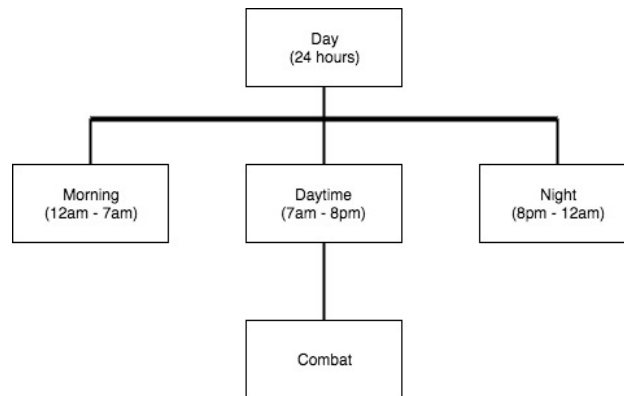 Day
(24 hours)
Morning
(12am - 7am)
Daytime
(7am - 8pm)
Night
(8pm - 12am)
Combat